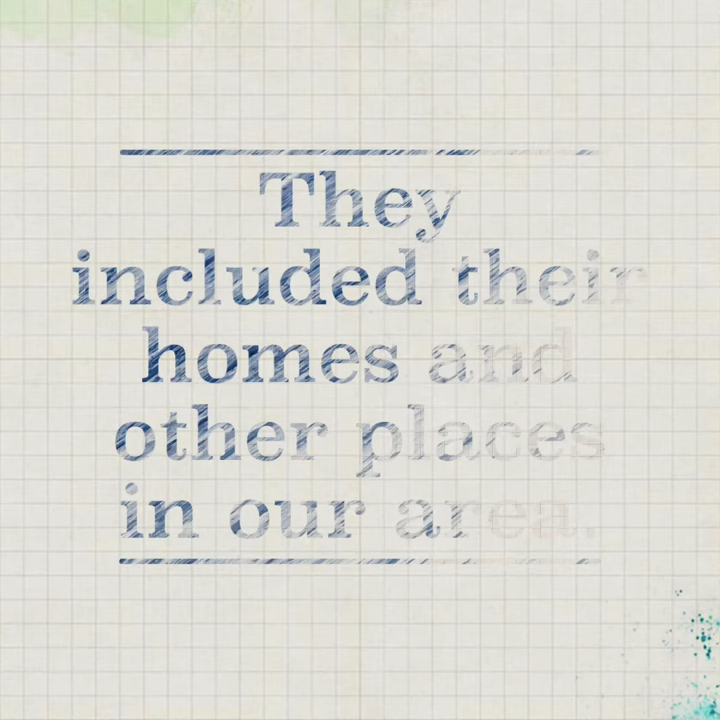 They
included their
homes and
other places
in our area.